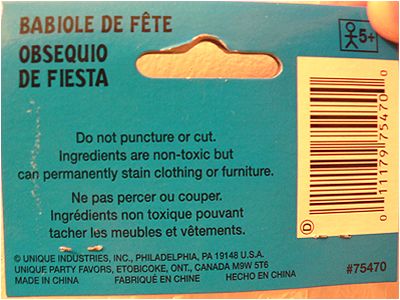 BABIOLE DE FÊTE
OBSEQUIO
DE FIESTA
5+
Do not puncture or cut.
Ingredients are non-toxic but
can permanently stain clothing or furniture.
Ne pas percer ou couper.
Ingrédients non toxique pouvant
tacher les meubles et vêtements.
© UNIQUE INDUSTRIES, INC., PHILADELPHIA, PA 19148 U.S.A.
UNIQUE PARTY FAVORS, ETOBICOKE, ONT., CANADA M9W 5T6
MADE IN CHINA FABRIQUÉ EN CHINE HECHO EN CHINA
#75470
0 11179 75470 0
D